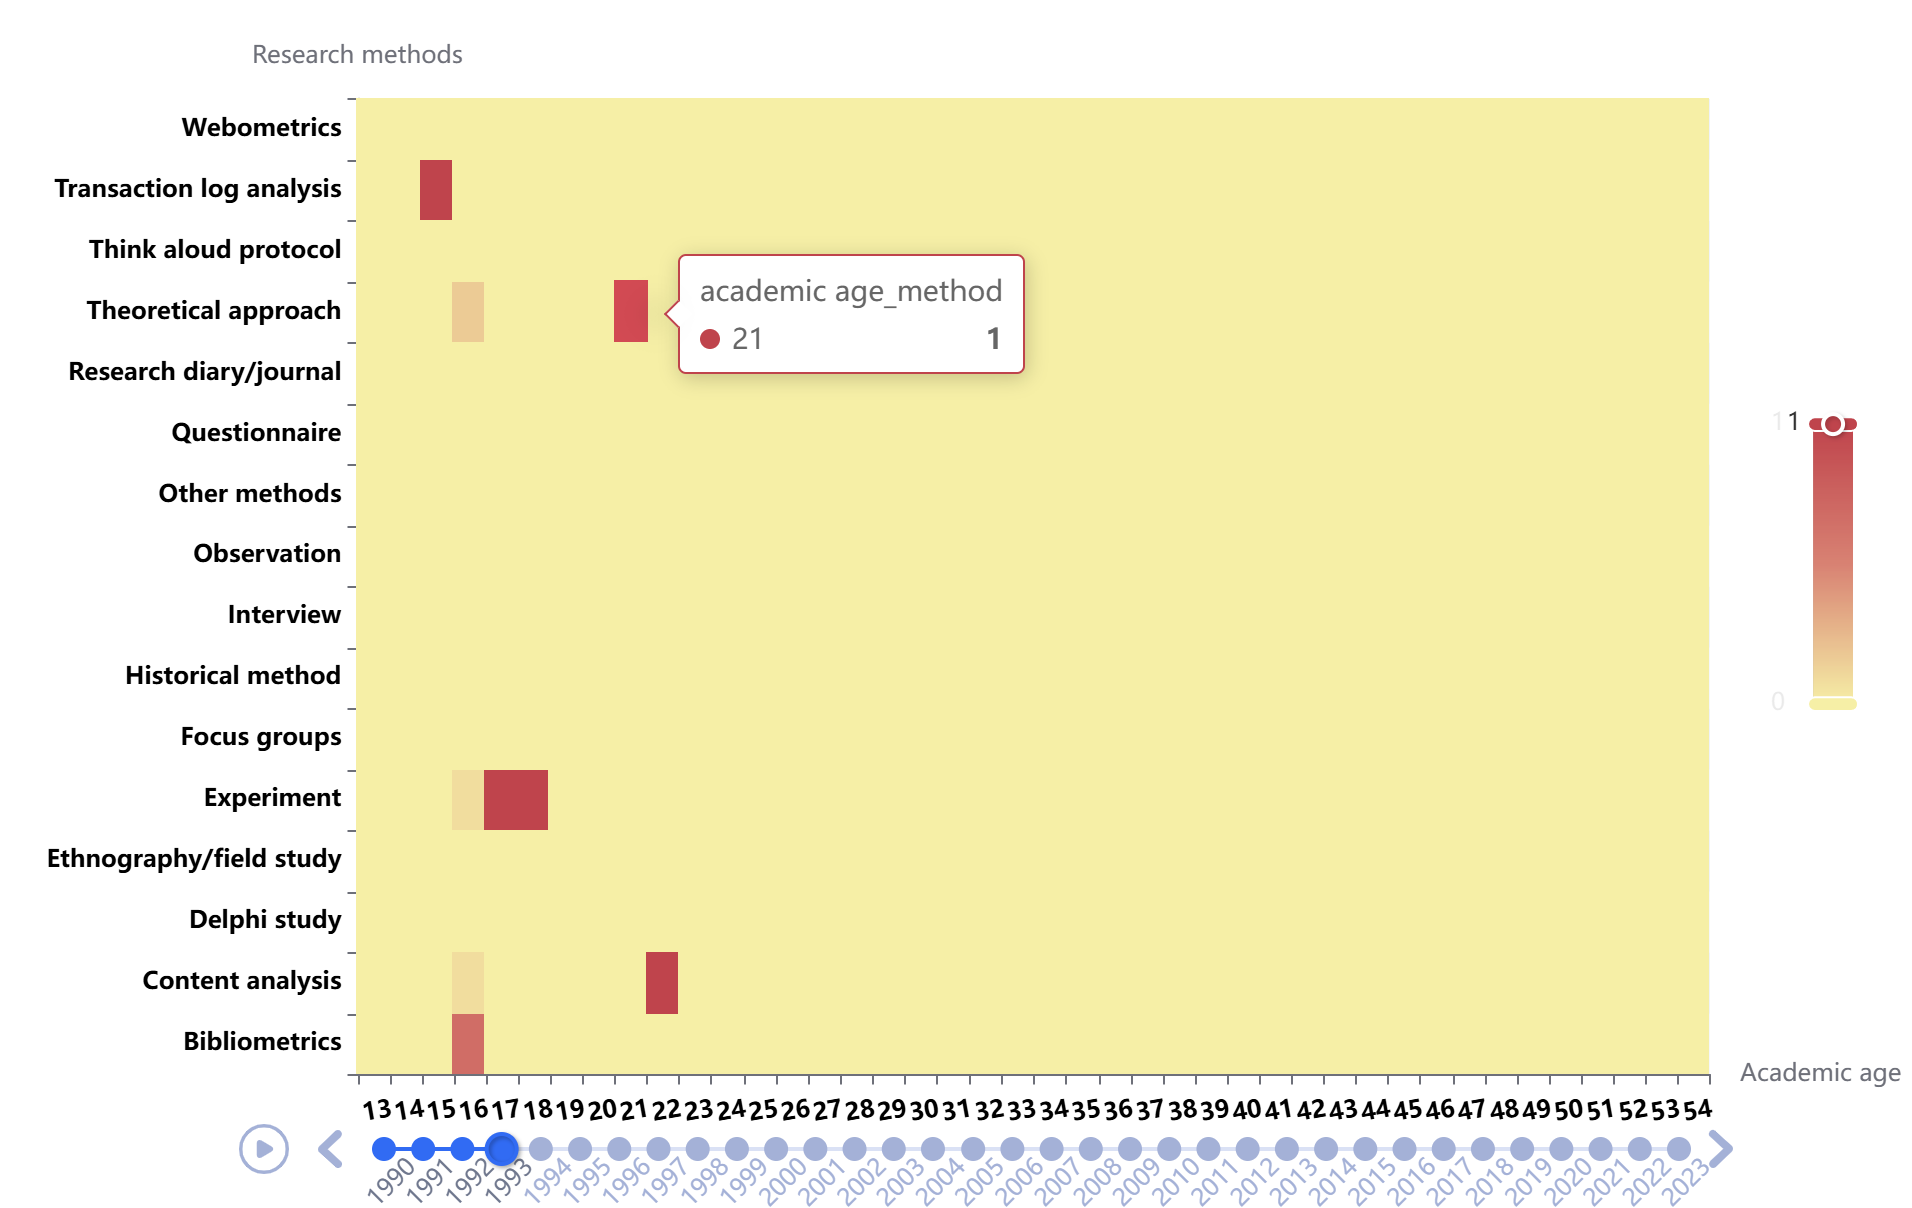 Research methods
Webometrics
Transaction log analysis
Think aloud protocol
Theoretical approach
Research diary/journal
Questionnaire
Other methods
Observation
Interview
Historical method
Focus groups
Experiment
Ethnography/field study
Delphi study
Content analysis
Bibliometrics
academic age_method
21 1
1 1
0
Academic age
13 14 15 16 17 18 19 20 21 22 23 24 25 26 27 28 29 30 31 32 33 34 35 36 37 38 39 40 41 42 43 44 45 46 47 48 49 50 51 52 53 54
1990 1991 1992 1993 1994 1995 1996 1997 1998 1999 2000 2001 2002 2003 2004 2005 2006 2007 2008 2009 2010 2011 2012 2013 2014 2015 2016 2017 2018 2019 2020 2021 2022 2023